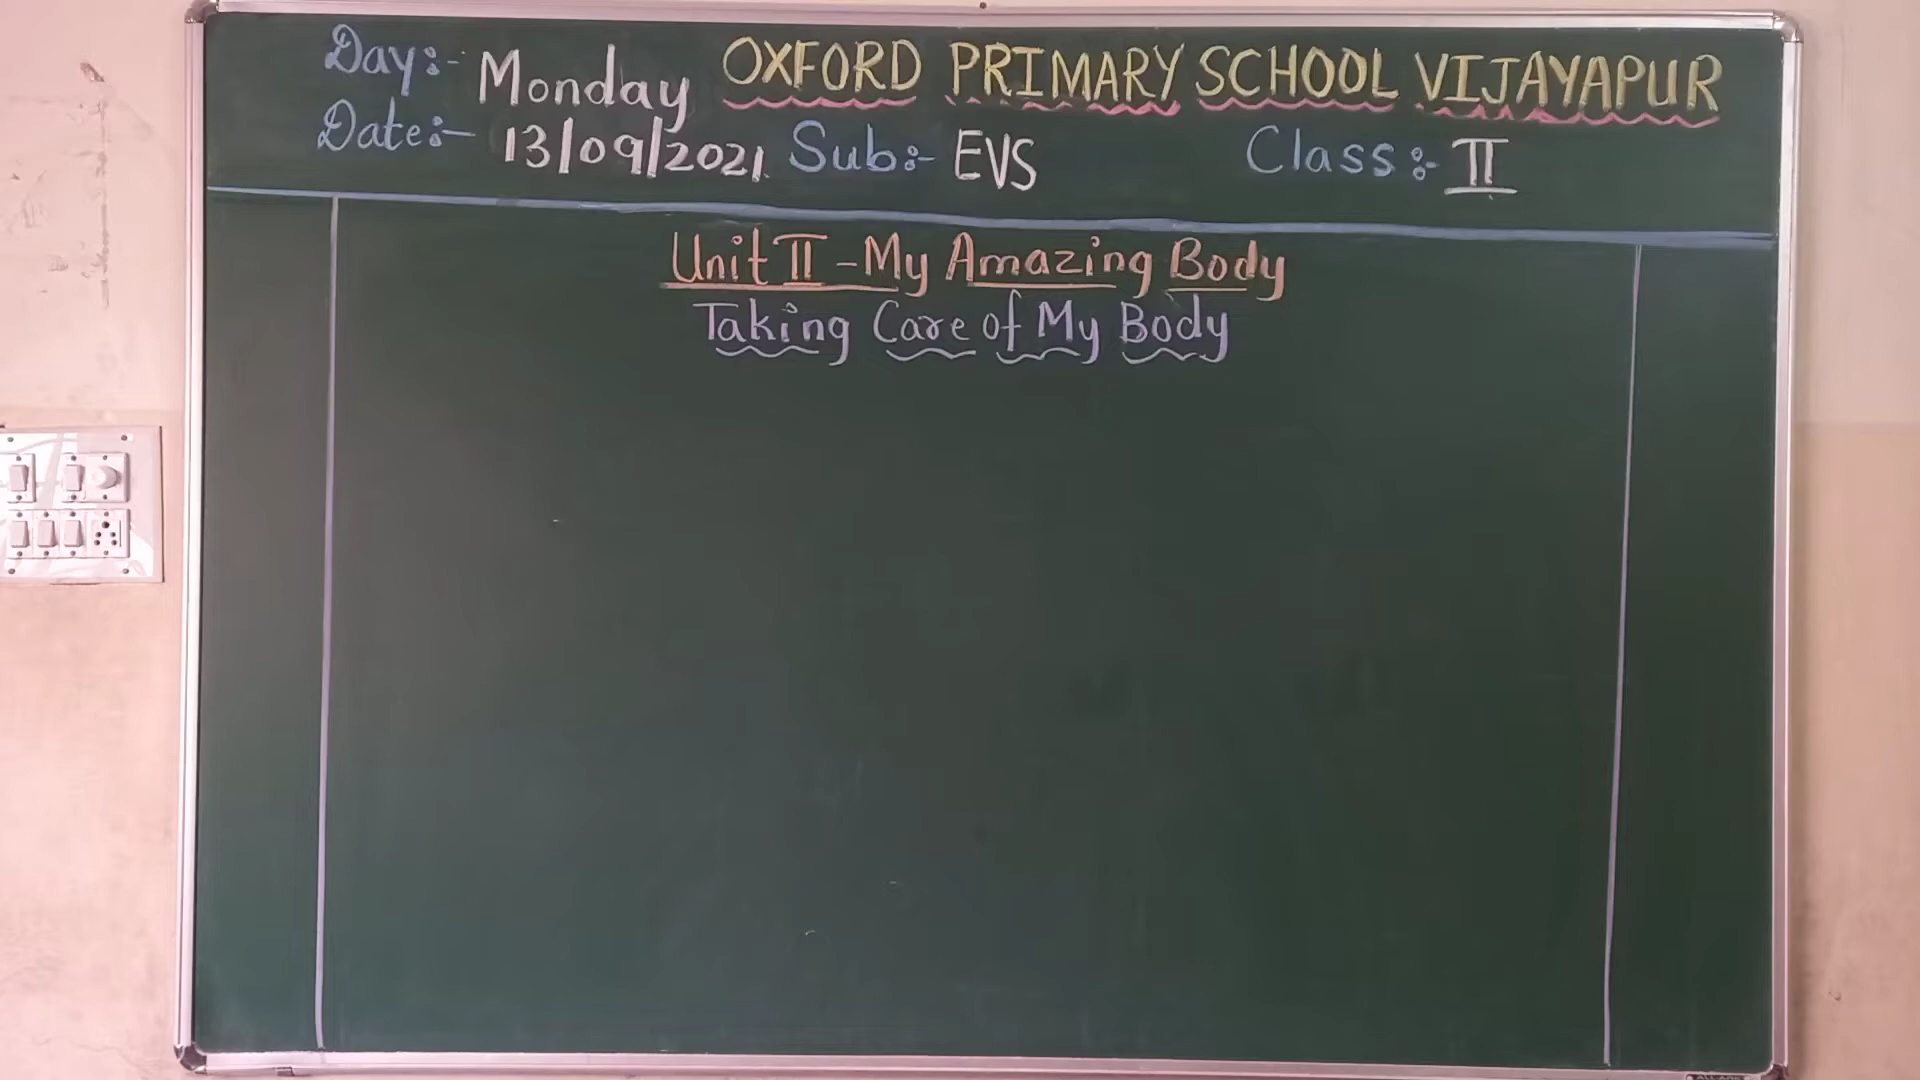 Day:- Monday OXFORD PRIMARY SCHOOL VIJAYAPUR
Date:- 13/09/2021 Sub:- EVS Class:- II
Unit II - My Amazing Body
Taking Care of My Body